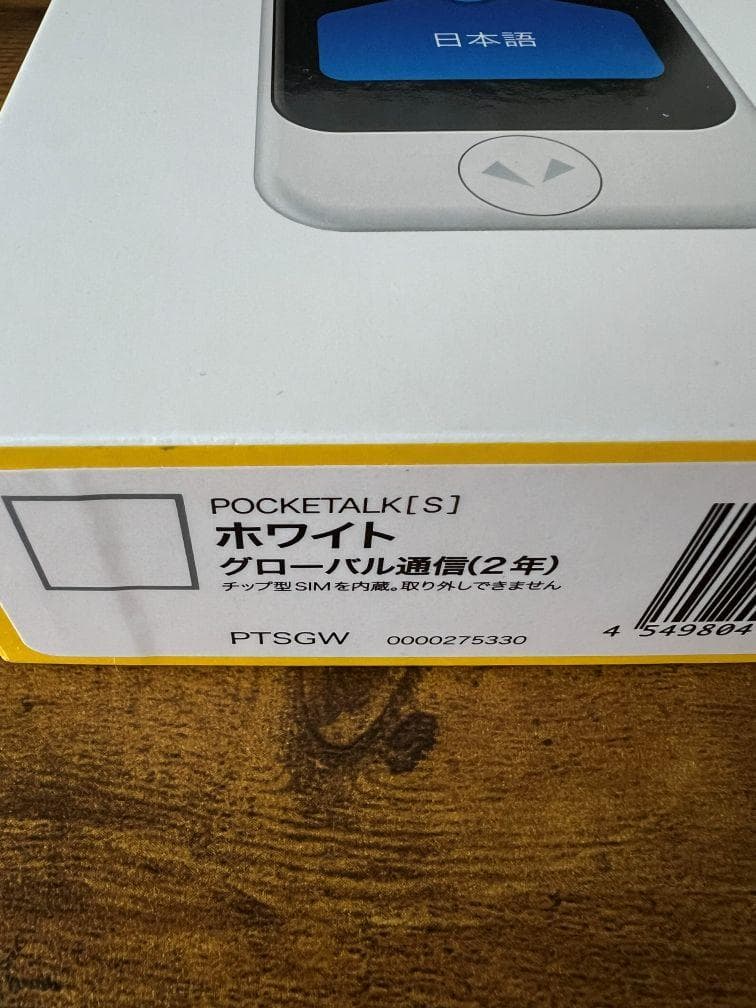 日本語
POCKETALK[S]
ホワイト
グローバル通信(2年)
チップ型SIMを内蔵。取り外しできません
PTSGW 0000275330
4 549804